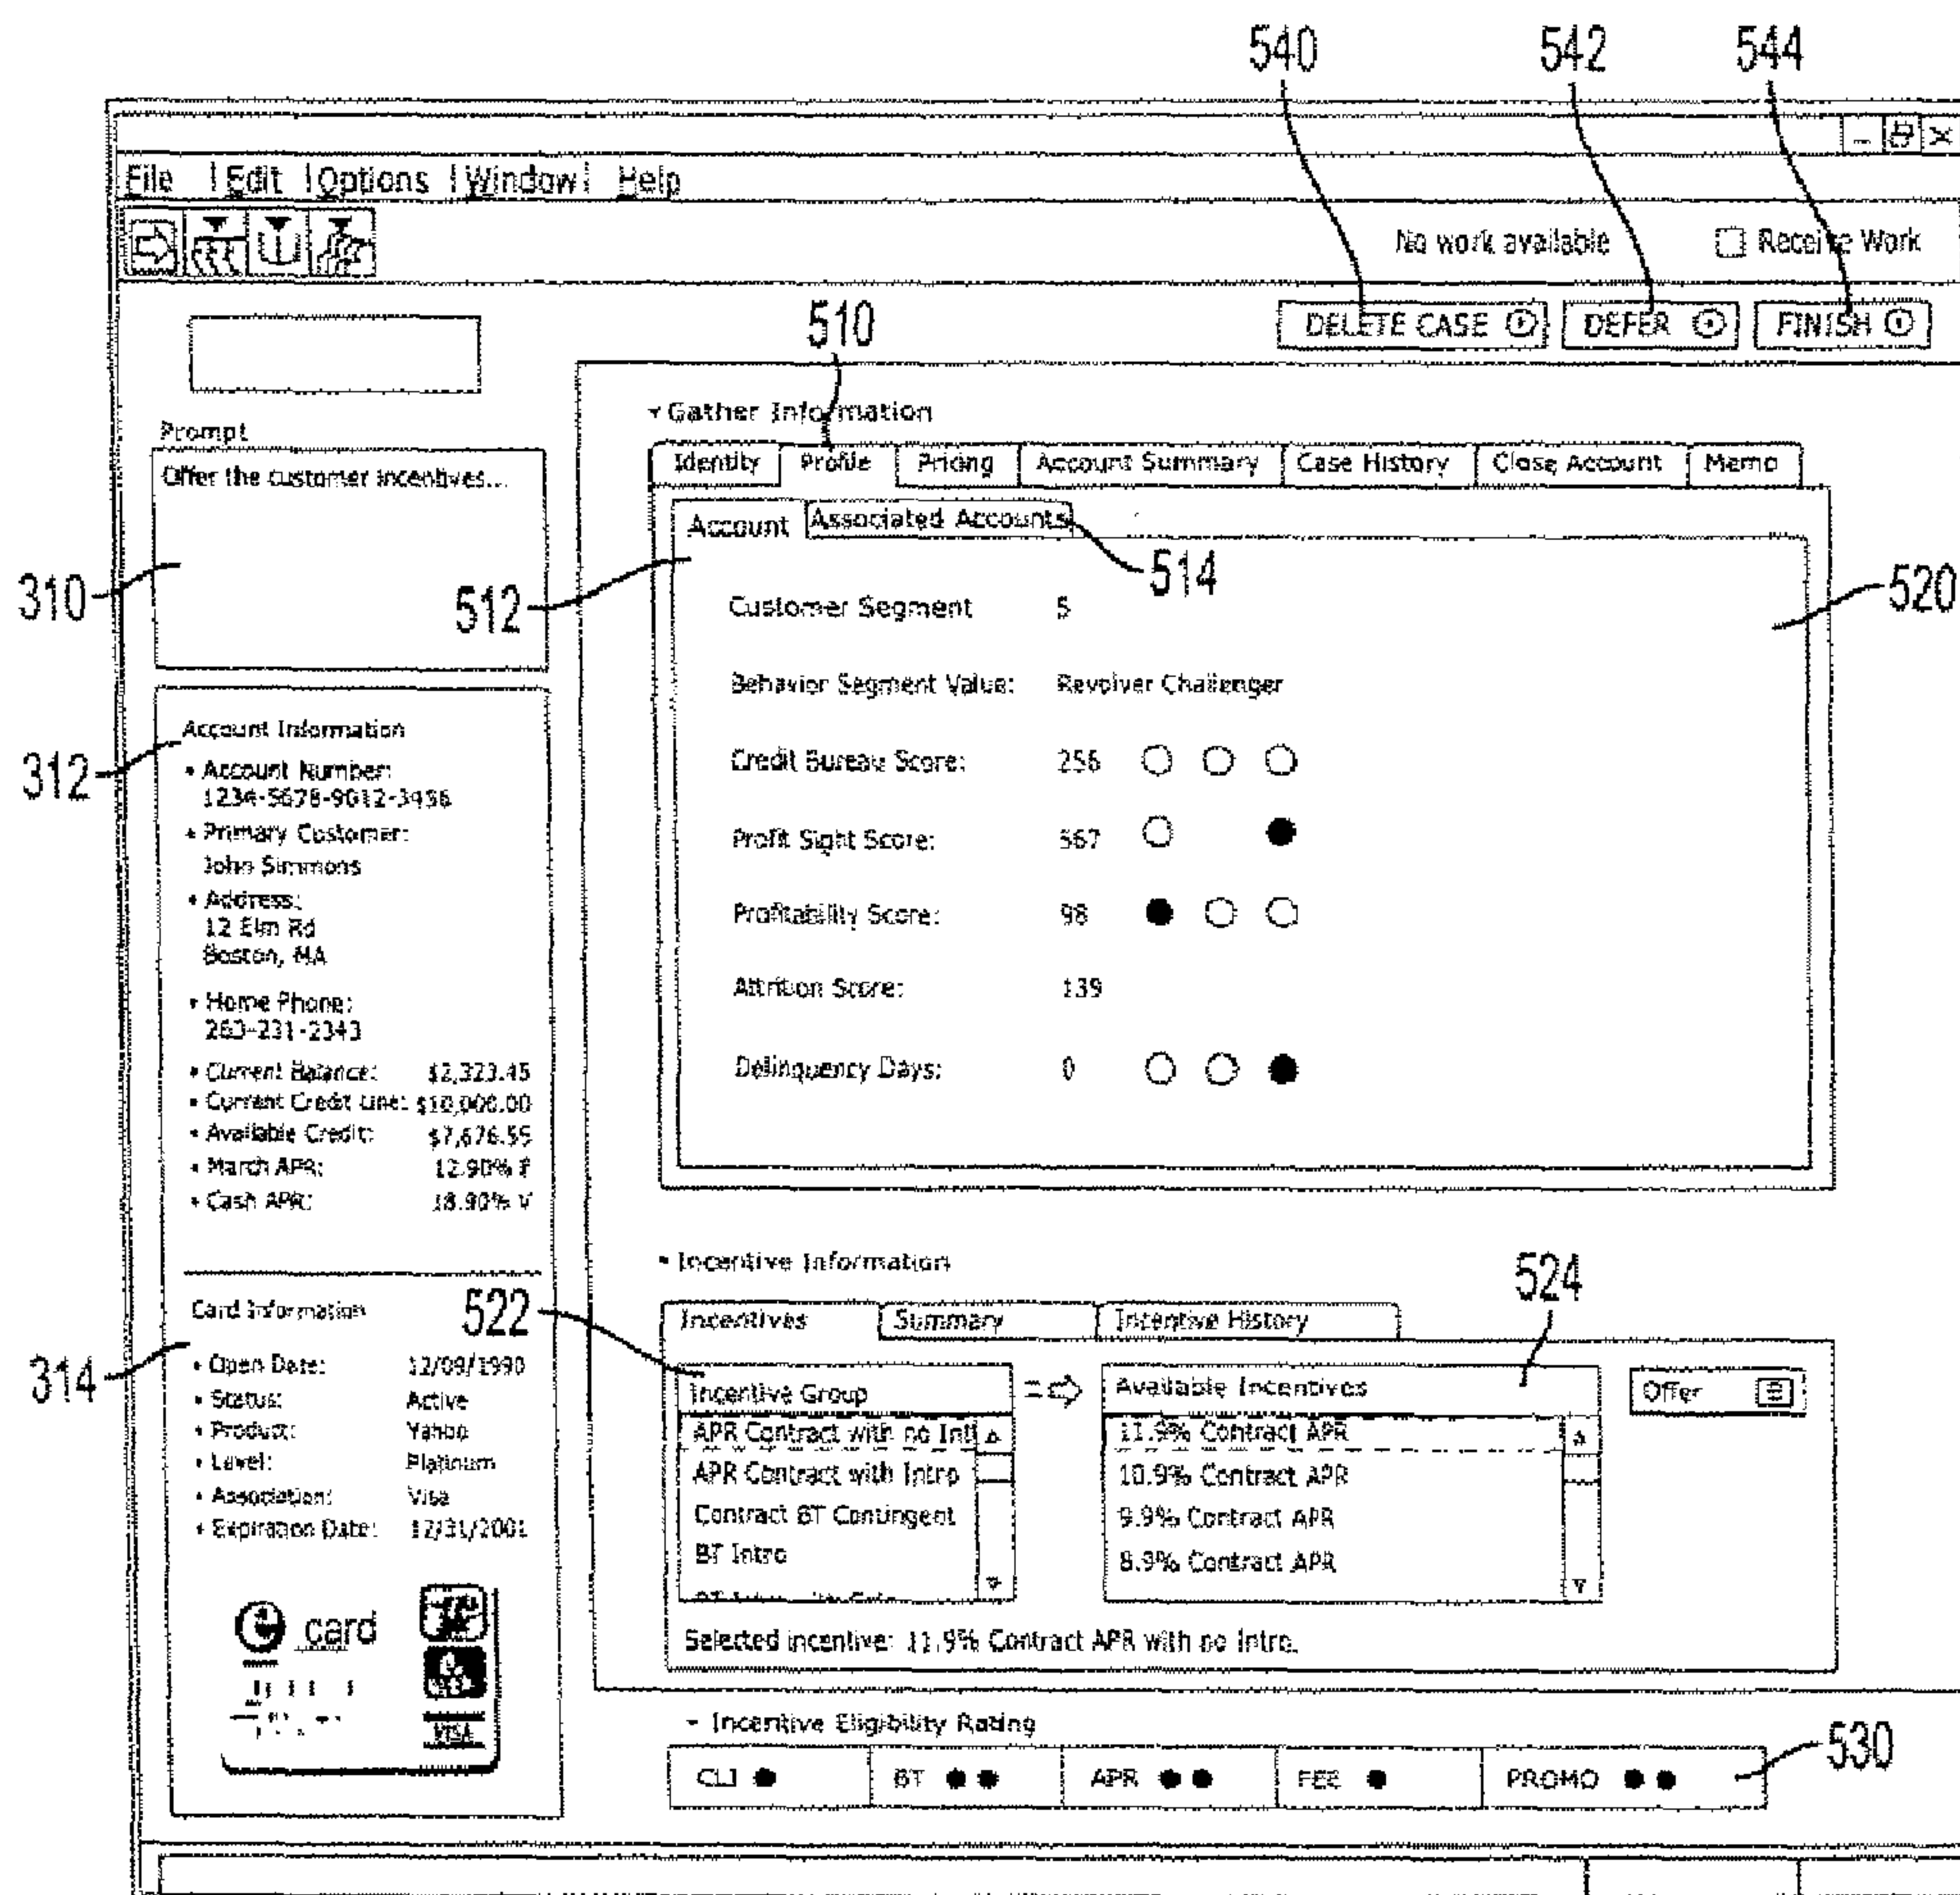 540 542 544
File Edit Options Window Help
No work available Receive Work
DELETE CASE DEFER FINISH
510
Prompt
Offer the customer incentives...
310
Account Information
312
• Account Number:
1234-5678-9012-3456
• Primary Customer:
John Simmons
• Address:
12 Elm Rd
Boston, MA
• Home Phone:
263-231-2343
• Current Balance: $2,323.45
• Current Credit Line: $10,000.00
• Available Credit: $7,676.55
• March APR: 12.90% F
• Cash APR: 18.90% V
Card Information
314
• Open Date: 12/09/1990
• Status: Active
• Product: Yahoo
• Level: Platinum
• Association: Visa
• Expiration Date: 12/31/2001
card
VISA
Gather Information
Identity Profile Pricing Account Summary Case History Close Account Memo
Account Associated Accounts
512 514 520
Customer Segment 5
Behavior Segment Value: Revolver Challenger
Credit Bureau Score: 256
Profit Sight Score: 567
Profitability Score: 98
Attrition Score: 139
Delinquency Days: 0
• Incentive Information
522 524
Incentives Summary Incentive History
Incentive Group => Available Incentives Offer
APR Contract with no Int 11.9% Contract APR
APR Contract with Intro 10.9% Contract APR
Contract BT Contingent 9.9% Contract APR
BT Intro 8.9% Contract APR
Selected incentive: 11.9% Contract APR with no Intro.
Incentive Eligibility Rating
530
CLI BT APR FEE PROMO